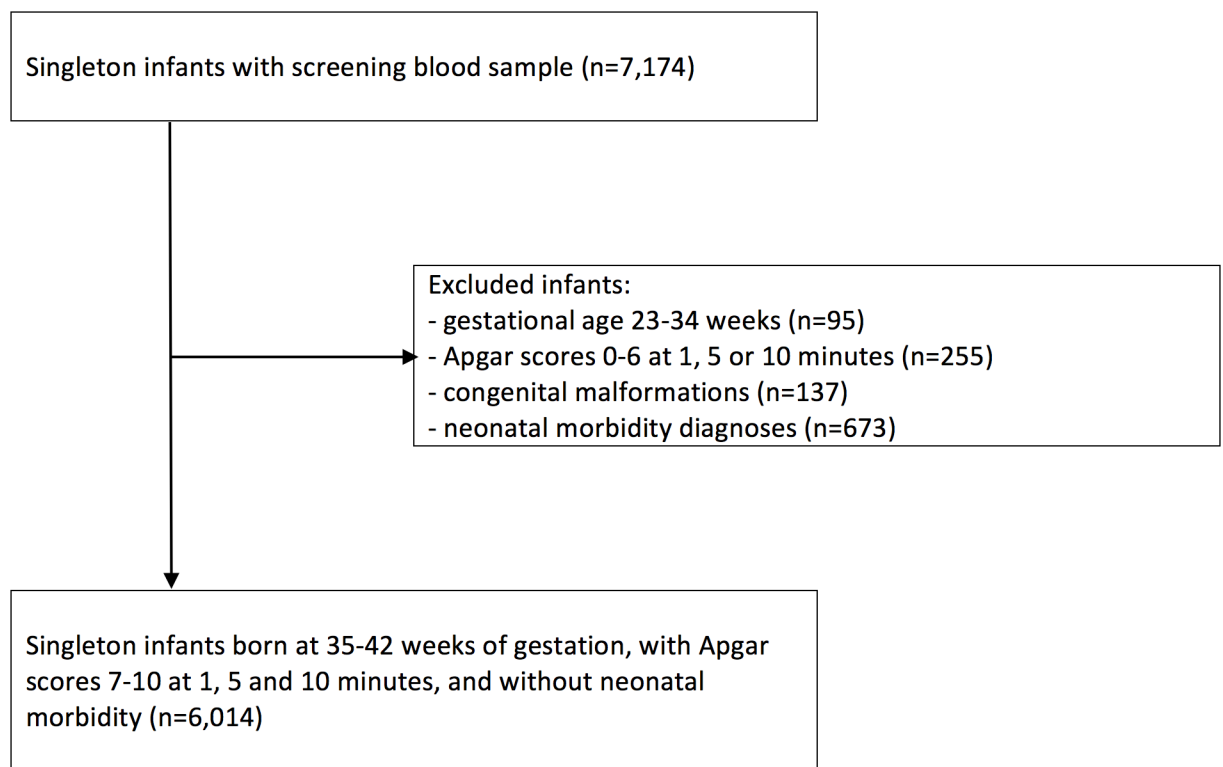 Singleton infants with screening blood sample (n=7,174)
Excluded infants:
- gestational age 23-34 weeks (n=95)
- Apgar scores 0-6 at 1, 5 or 10 minutes (n=255)
- congenital malformations (n=137)
- neonatal morbidity diagnoses (n=673)
Singleton infants born at 35-42 weeks of gestation, with Apgar
scores 7-10 at 1, 5 and 10 minutes, and without neonatal
morbidity (n=6,014)